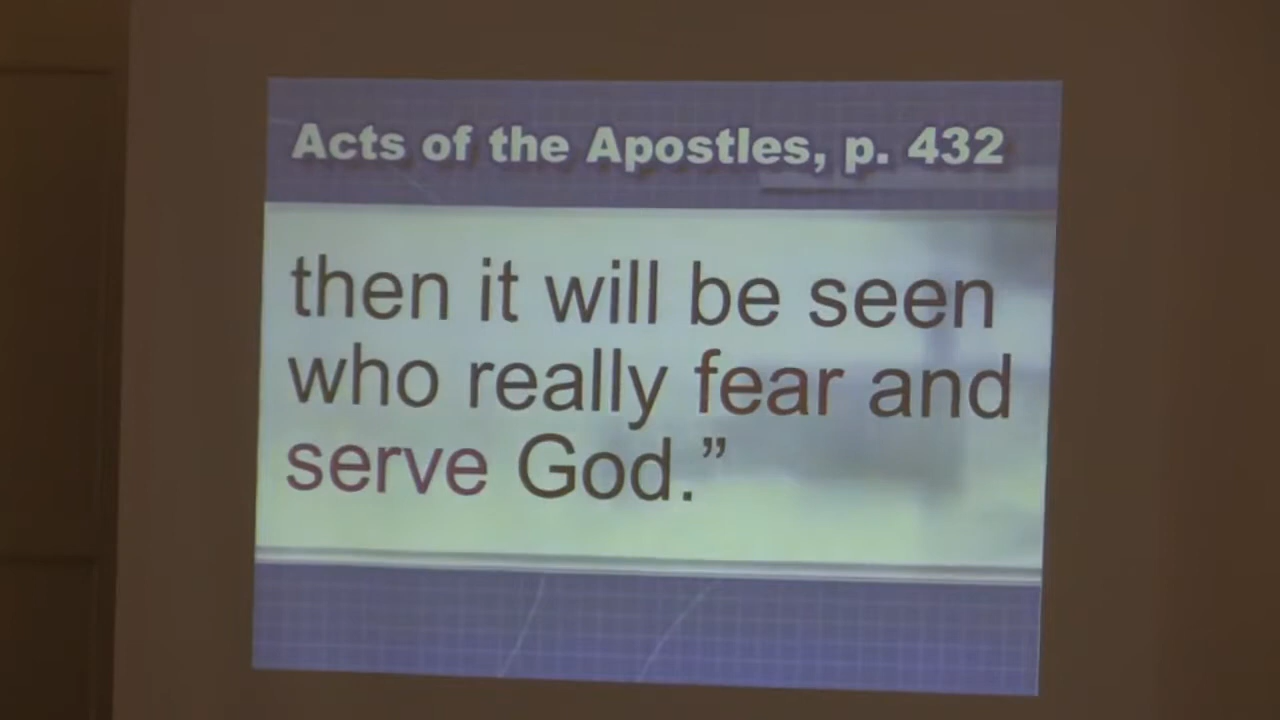 Acts of the Apostles, p. 432
then it will be seen
who really fear and
serve God.”